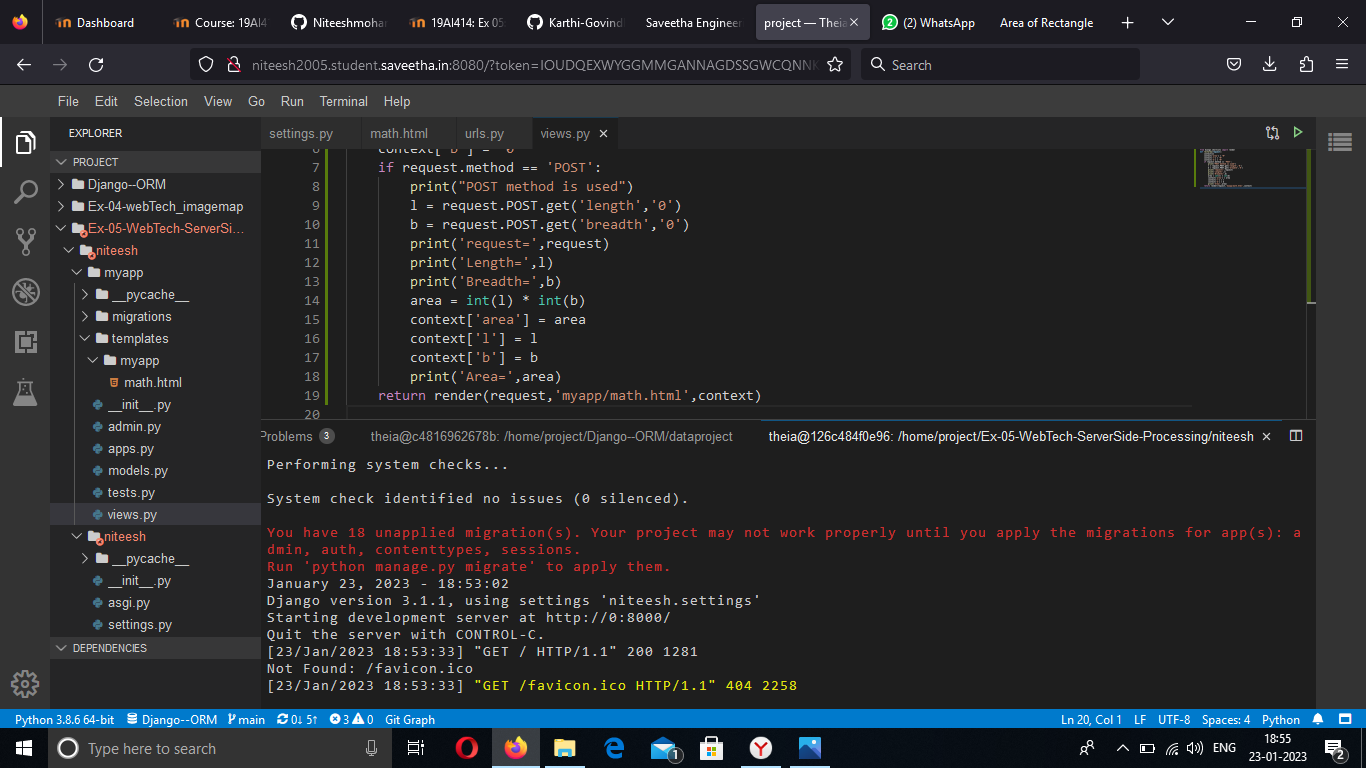 Dashboard
Course: 19AI4
Niteeshmohan
19AI414: Ex 05:
Karthi-Govind
Saveetha Engineer
project — Theia
(2) WhatsApp
Area of Rectangle
niteesh2005.student.saveetha.in:8080/?token=IOUDQEXWYGGMMGANNAGDSSGWCQNNK
Search
File Edit Selection View Go Run Terminal Help
EXPLORER
PROJECT
Django--ORM
Ex-04-webTech_imagemap
Ex-05-WebTech-ServerSi...
niteesh
myapp
__pycache__
migrations
templates
myapp
math.html
__init__.py
admin.py
apps.py
models.py
tests.py
views.py
niteesh
__pycache__
__init__.py
asgi.py
settings.py
DEPENDENCIES
settings.py math.html urls.py views.py
6 context['b'] = '0'
7 if request.method == 'POST':
8 print("POST method is used")
9 l = request.POST.get('length','0')
10 b = request.POST.get('breadth','0')
11 print('request=',request)
12 print('Length=',l)
13 print('Breadth=',b)
14 area = int(l) * int(b)
15 context['area'] = area
16 context['l'] = l
17 context['b'] = b
18 print('Area=',area)
19 return render(request,'myapp/math.html',context)
20
Problems 3
theia@c4816962678b: /home/project/Django--ORM/dataproject
theia@126c484f0e96: /home/project/Ex-05-WebTech-ServerSide-Processing/niteesh
Performing system checks...
System check identified no issues (0 silenced).
You have 18 unapplied migration(s). Your project may not work properly until you apply the migrations for app(s): a
dmin, auth, contenttypes, sessions.
Run 'python manage.py migrate' to apply them.
January 23, 2023 - 18:53:02
Django version 3.1.1, using settings 'niteesh.settings'
Starting development server at http://0:8000/
Quit the server with CONTROL-C.
[23/Jan/2023 18:53:33] "GET / HTTP/1.1" 200 1281
Not Found: /favicon.ico
[23/Jan/2023 18:53:33] "GET /favicon.ico HTTP/1.1" 404 2258
Python 3.8.6 64-bit Django--ORM main 0↓ 5↑ 3 0 Git Graph
Ln 20, Col 1 LF UTF-8 Spaces: 4 Python
Type here to search
1
ENG
18:55
23-01-2023
2